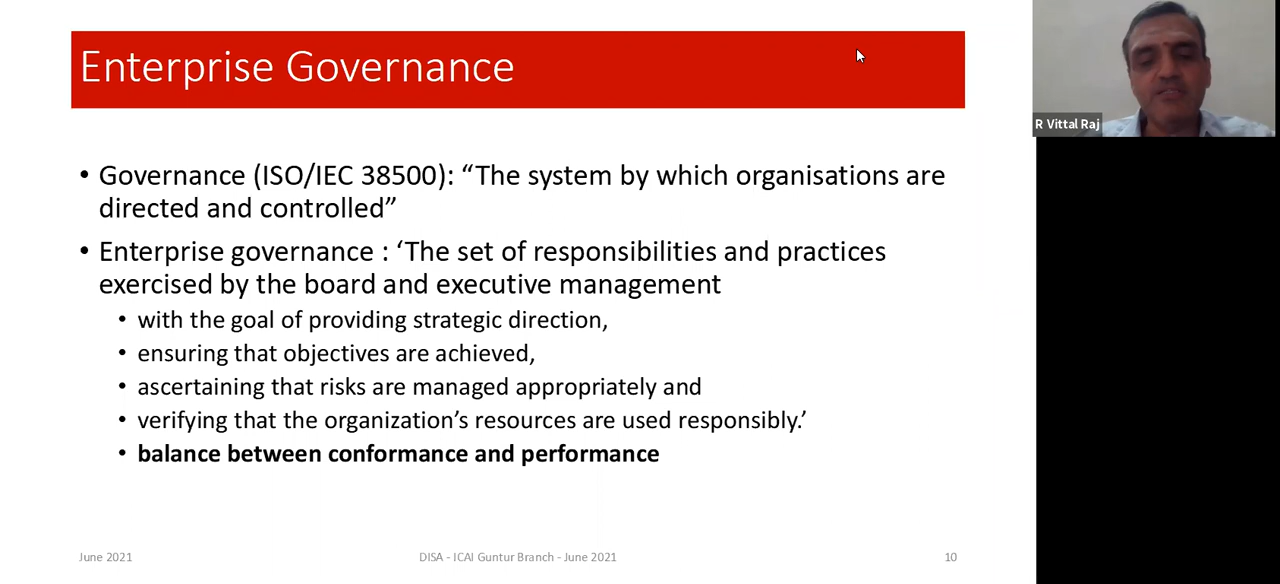 Enterprise Governance
R Vittal Raj
• Governance (ISO/IEC 38500): “The system by which organisations are
directed and controlled”
• Enterprise governance : ‘The set of responsibilities and practices
exercised by the board and executive management
• with the goal of providing strategic direction,
• ensuring that objectives are achieved,
• ascertaining that risks are managed appropriately and
• verifying that the organization’s resources are used responsibly.’
• balance between conformance and performance
June 2021
DISA - ICAI Guntur Branch - June 2021
10